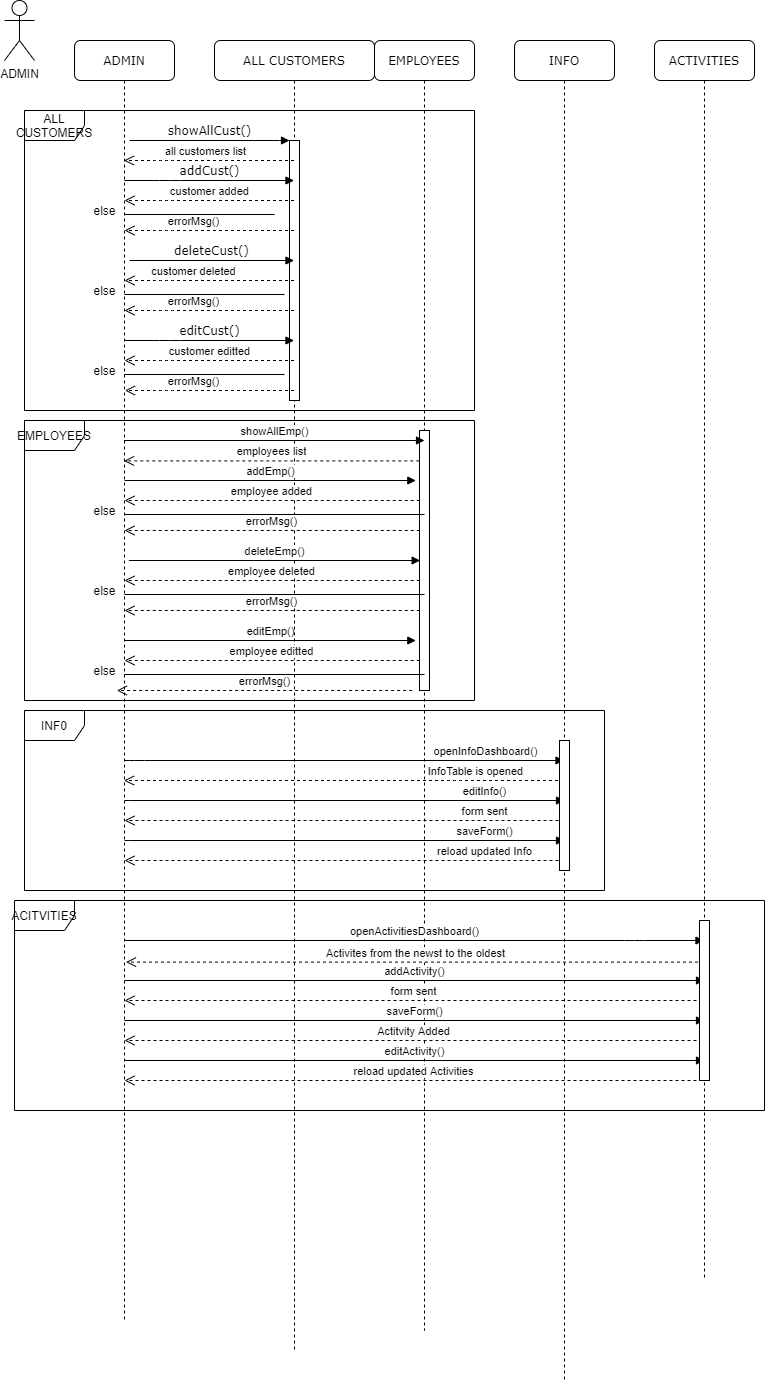 ADMIN
ADMIN
ALL CUSTOMERS
EMPLOYEES
INFO
ACTIVITIES
ALL
CUSTOMERS
showAllCust()
all customers list
addCust()
customer added
else
errorMsg()
deleteCust()
customer deleted
else
errorMsg()
editCust()
customer editted
else
errorMsg()
EMPLOYEES
showAllEmp()
employees list
addEmp()
employee added
else
errorMsg()
deleteEmp()
employee deleted
else
errorMsg()
editEmp()
employee editted
else
errorMsg()
INF0
openInfoDashboard()
InfoTable is opened
editInfo()
form sent
saveForm()
reload updated Info
ACITVITIES
openActivitiesDashboard()
Activites from the newst to the oldest
addActivity()
form sent
saveForm()
Actitvity Added
editActivity()
reload updated Activities